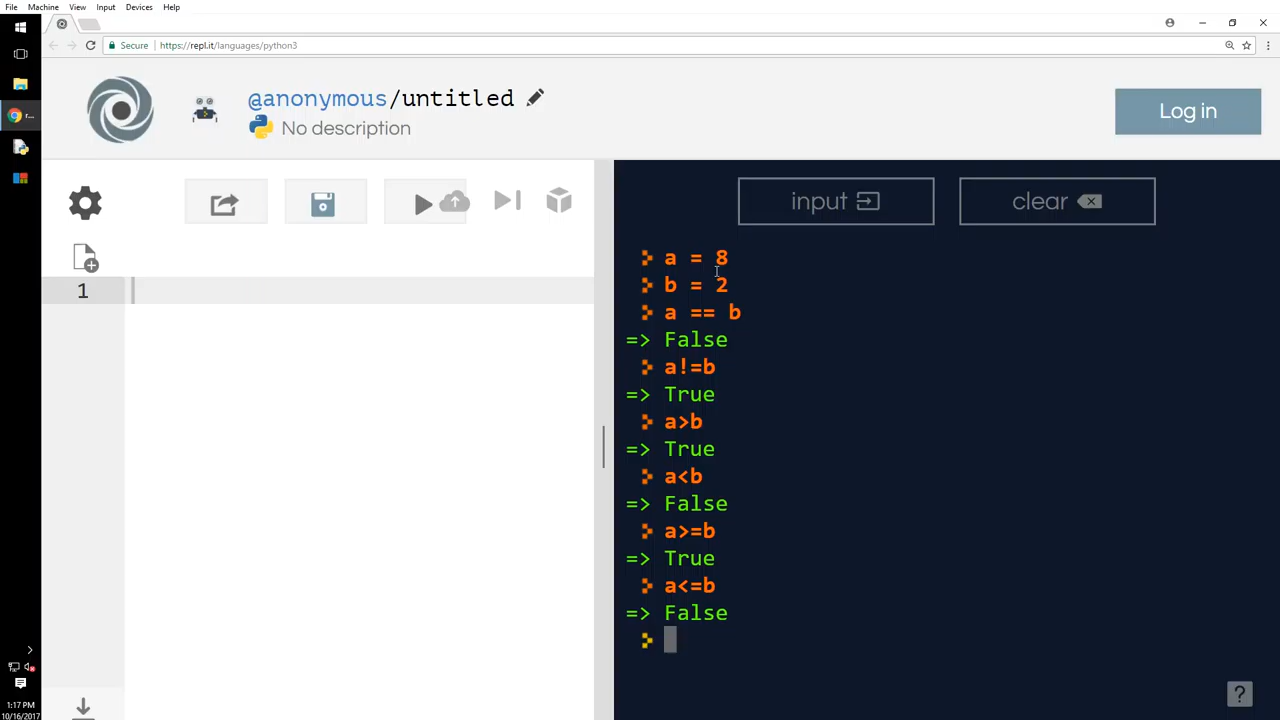 File Machine View Input Devices Help
Secure https://repl.it/languages/python3
@anonymous/untitled
No description
Log in
input
clear
1
a = 8
b = 2
a == b
=> False
a!=b
=> True
a>b
=> True
a<b
=> False
a>=b
=> True
a<=b
=> False
?
1:17 PM
10/16/2017